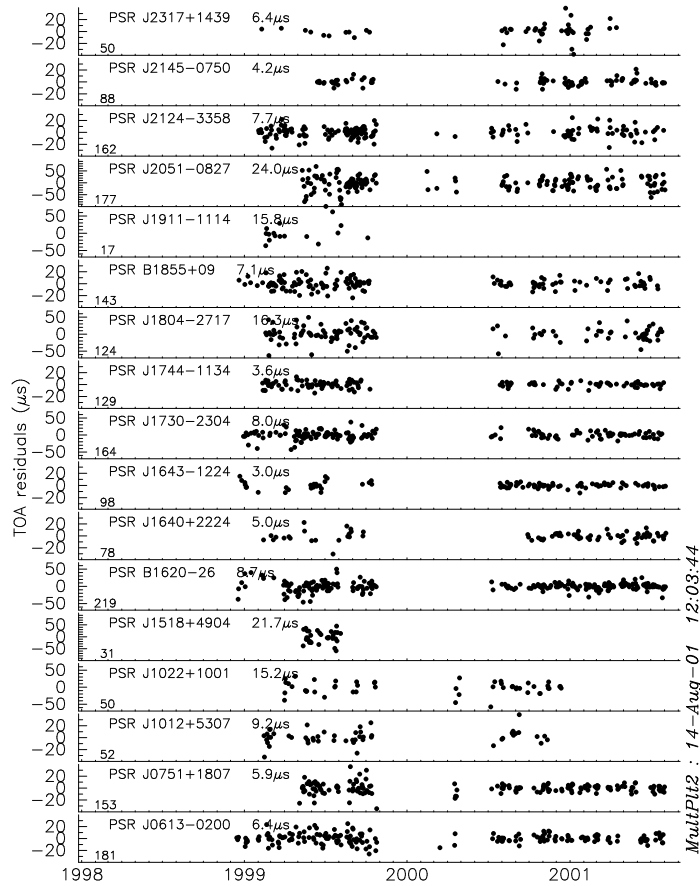 20 PSR J2317+1439 6.4μs
0
−20 50
20 PSR J2145−0750 4.2μs
0
−20 88
20 PSR J2124−3358 7.7μs
0
−20 162
50 PSR J2051−0827 24.0μs
0
−50 177
50 PSR J1911−1114 15.8μs
0
−50 17
20 PSR B1855+09 7.1μs
0
−20 143
50 PSR J1804−2717 16.3μs
0
−50 124
20 PSR J1744−1134 3.6μs
0
−20 129
50 PSR J1730−2304 8.0μs
0
−50 164
20 PSR J1643−1224 3.0μs
0
−20 98
20 PSR J1640+2224 5.0μs
0
−20 78
50 PSR B1620−26 8.7μs
0
−50 219
50 PSR J1518+4904 21.7μs
0
−50 31
50 PSR J1022+1001 15.2μs
0
−50 50
20 PSR J1012+5307 9.2μs
0
−20 52
20 PSR J0751+1807 5.9μs
0
−20 153
20 PSR J0613−0200 6.4μs
0
−20 181
1998 1999 2000 2001
TOA residuals (μs)
MultPlt2 : 14−Aug−01 12:03:44